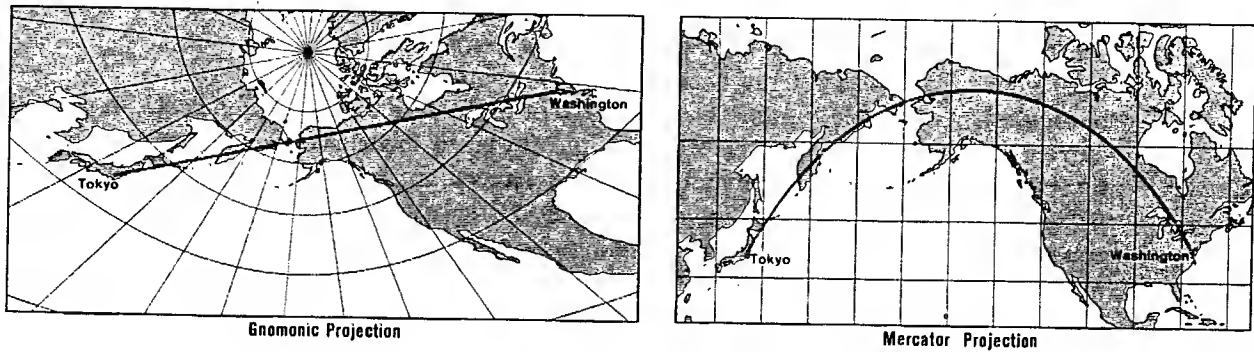 Washington
Tokyo
Gnomonic Projection
Tokyo
Washington
Mercator Projection